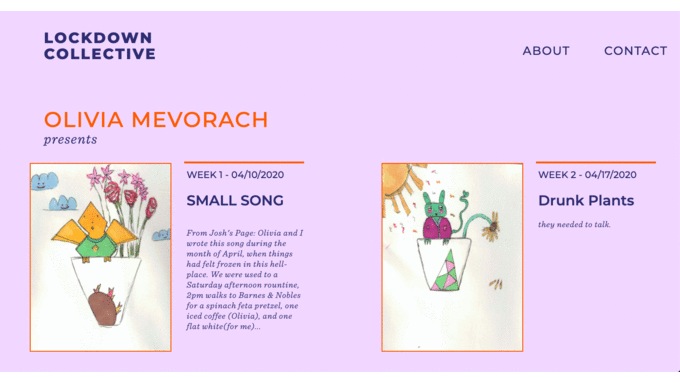 LOCKDOWN
COLLECTIVE
ABOUT
CONTACT
OLIVIA MEVORACH
presents
WEEK 1 - 04/10/2020
SMALL SONG
From Josh's Page: Olivia and I
wrote this song during the
month of April, when things
had felt frozen in this hell-
place. We were used to a
Saturday afternoon rountine,
2pm walks to Barnes & Nobles
for a spinach feta pretzel, one
iced coffee (Olivia), and one
flat white(for me)...
WEEK 2 - 04/17/2020
Drunk Plants
they needed to talk.